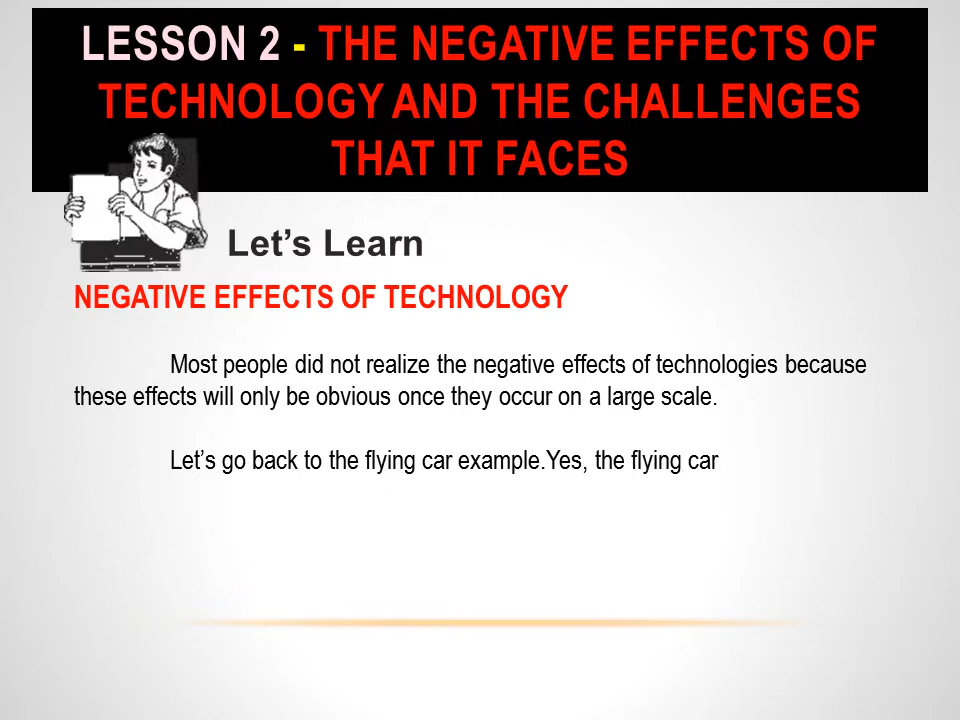 LESSON 2 - THE NEGATIVE EFFECTS OF
TECHNOLOGY AND THE CHALLENGES
THAT IT FACES
Let’s Learn
NEGATIVE EFFECTS OF TECHNOLOGY
Most people did not realize the negative effects of technologies because
these effects will only be obvious once they occur on a large scale.
Let’s go back to the flying car example.Yes, the flying car